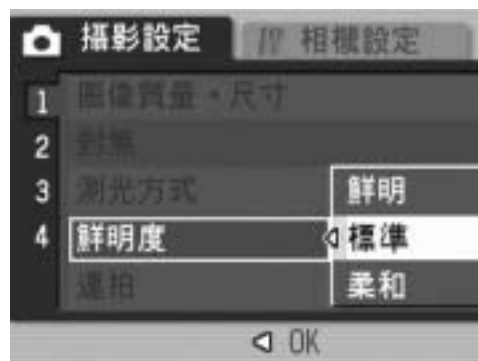 攝影設定 相機設定
1 圖像質量・尺寸
2 對焦
3 測光方式 鮮明
4 鮮明度 標準
連拍 柔和
OK